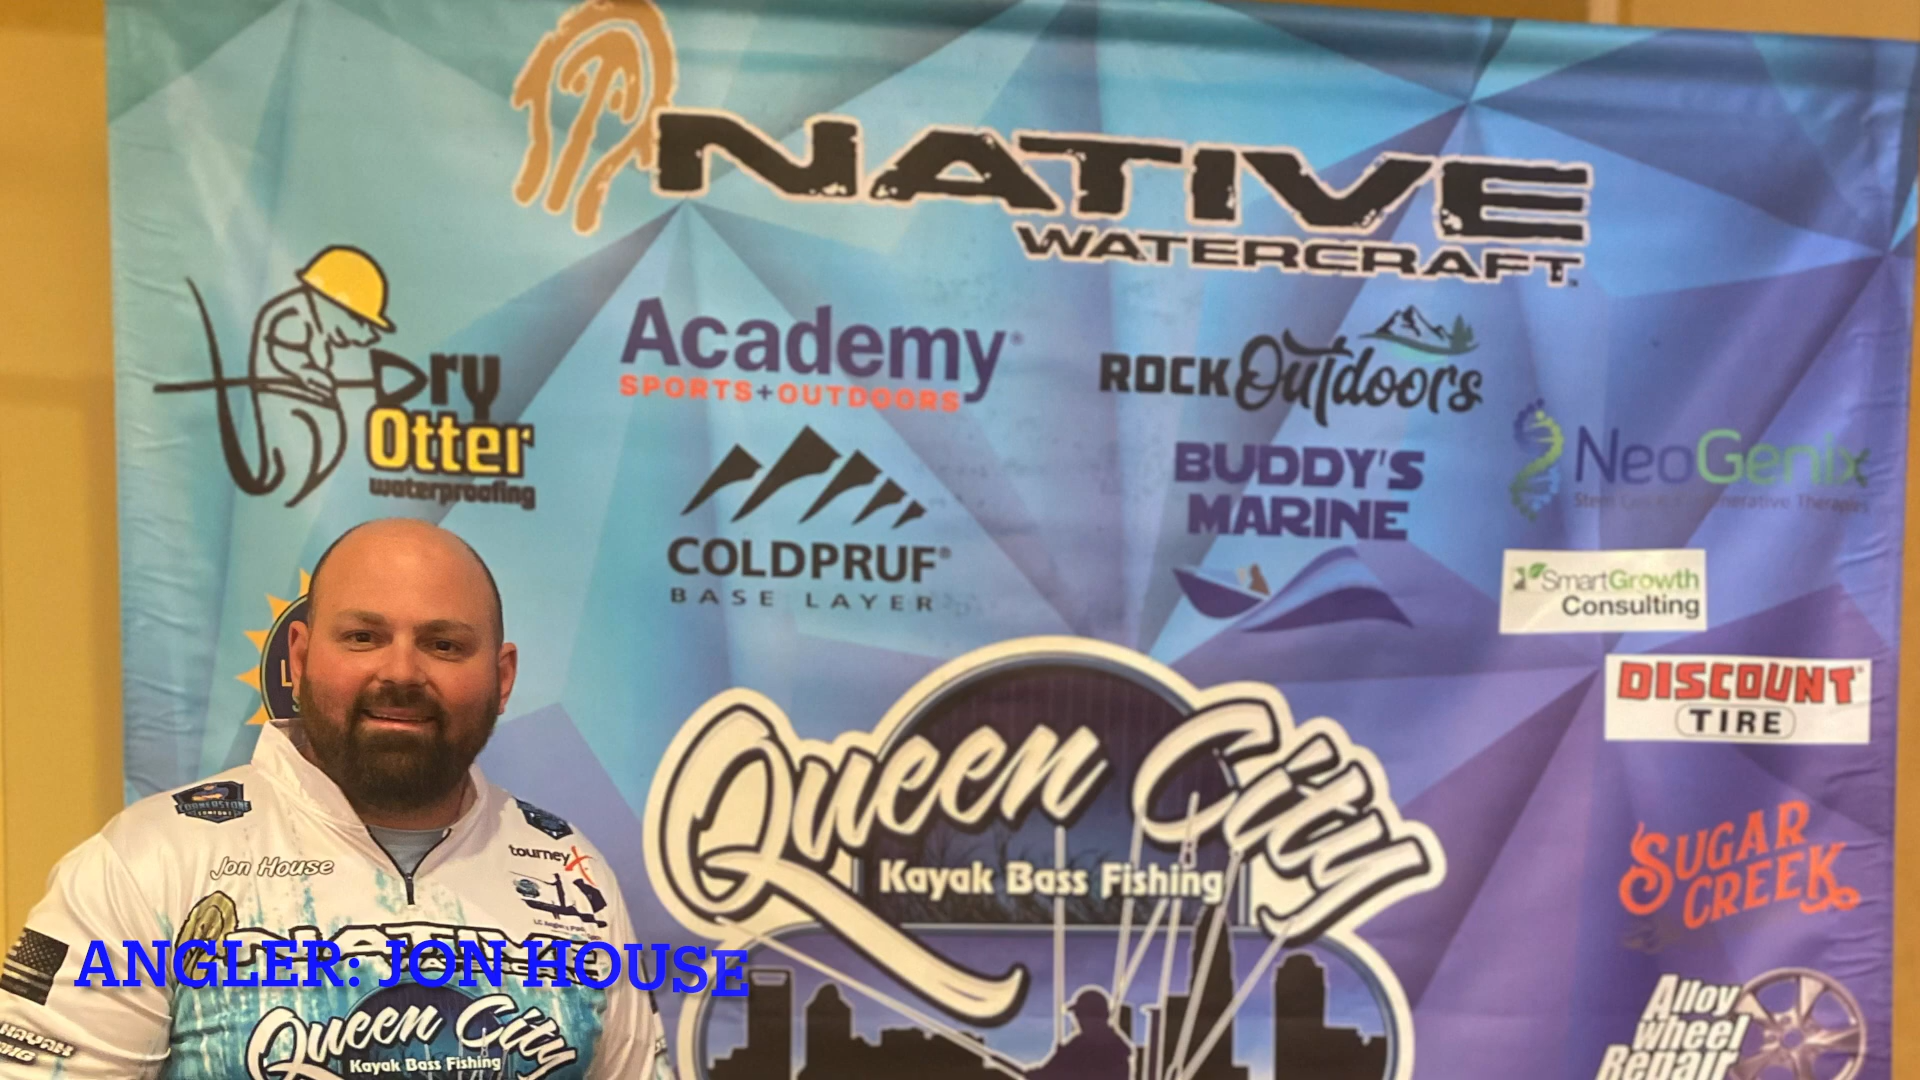 NATIVE
WATERCRAFT
Dry
Otter
waterproofing
Academy
SPORTS+OUTDOORS
ROCK Outdoors
COLDPRUF®
BASE LAYER
BUDDY'S
MARINE
NeoGenix
SmartGrowth
Consulting
DISCOUNT
TIRE
Queen City
Kayak Bass Fishing
SUGAR
CREEK
Alloy
wheel
Repair
CORNERSTONE
Jon House
tourneyX
NATIVE
ANGLER: JON HOUSE
Queen City
Kayak Bass Fishing